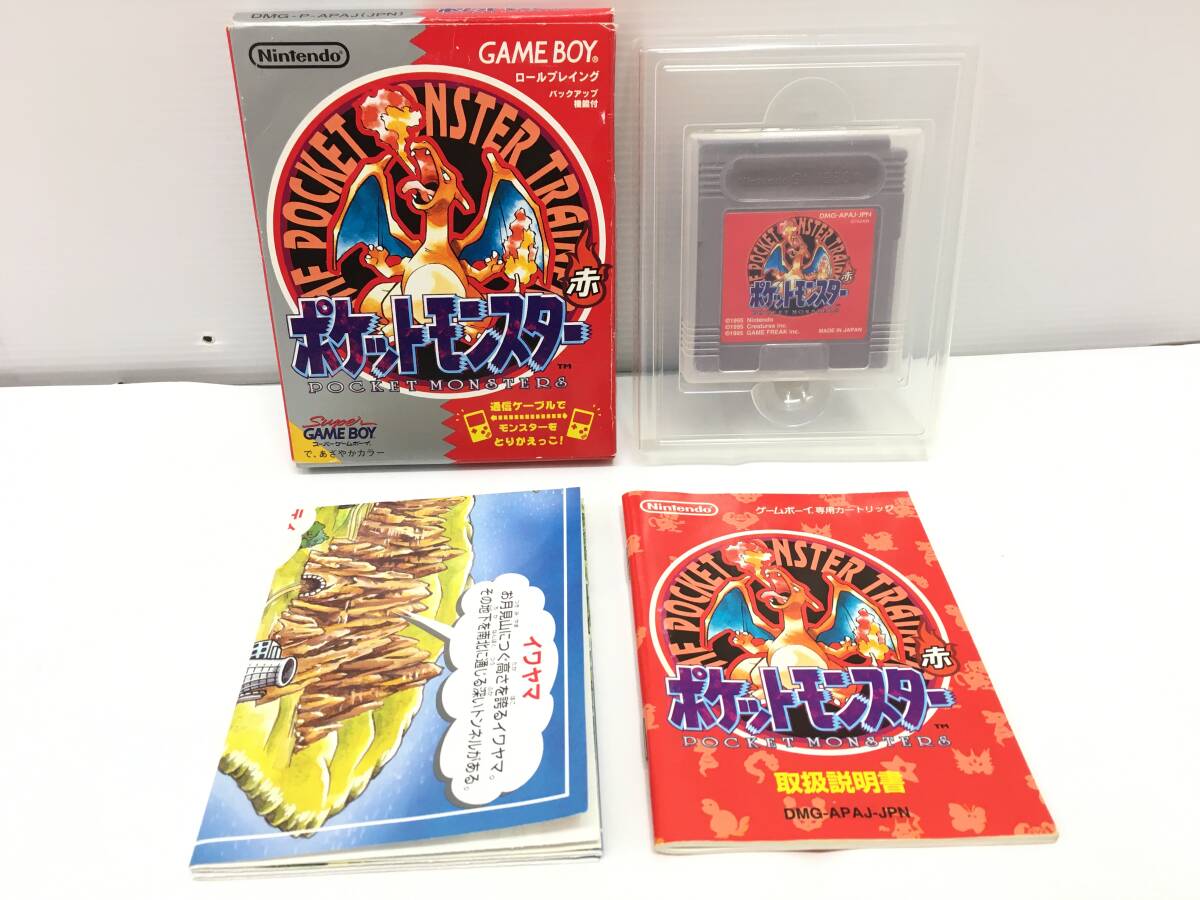 DMG-P-APAJ(JPN)
Nintendo
GAME BOY®
ロールプレイング
バックアップ
機能付
THE POCKET MONSTER TRAINER
赤
ポケットモンスター
TM
POCKET MONSTERS
Super
GAME BOY
スーパーゲームボーイ
で、あざやかカラー
通信ケーブルで
モンスターを
とりかえっこ!
DMG-APAJ-JPN
POCKET MONSTER TRAINER
ポケットモンスター
POCKET MONSTERS
©1995 Nintendo
©1995 Creatures inc.
©1995 GAME FREAK inc.
MADE IN JAPAN
イワヤマ
お月見山につぐ高さを誇るイワヤマ。
その地下を南北に通じる深いトンネルがある。
Nintendo
ゲームボーイ専用カートリッジ
THE POCKET MONSTER TRAINER
赤
ポケットモンスター
TM
POCKET MONSTERS
取扱説明書
DMG-APAJ-JPN